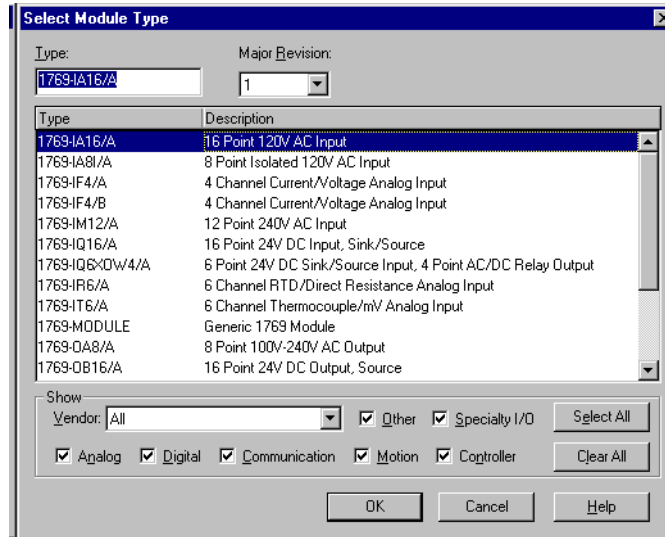 Select Module Type
Type: Major Revision:
1769-IA16/A 1
Type Description
1769-IA16/A 16 Point 120V AC Input
1769-IA8I/A 8 Point Isolated 120V AC Input
1769-IF4/A 4 Channel Current/Voltage Analog Input
1769-IF4/B 4 Channel Current/Voltage Analog Input
1769-IM12/A 12 Point 240V AC Input
1769-IQ16/A 16 Point 24V DC Input, Sink/Source
1769-IQ6XOW4/A 6 Point 24V DC Sink/Source Input, 4 Point AC/DC Relay Output
1769-IR6/A 6 Channel RTD/Direct Resistance Analog Input
1769-IT6/A 6 Channel Thermocouple/mV Analog Input
1769-MODULE Generic 1769 Module
1769-OA8/A 8 Point 100V-240V AC Output
1769-OB16/A 16 Point 24V DC Output, Source
Show
Vendor: All Other Specialty I/O Select All
Analog Digital Communication Motion Controller Clear All
OK Cancel Help